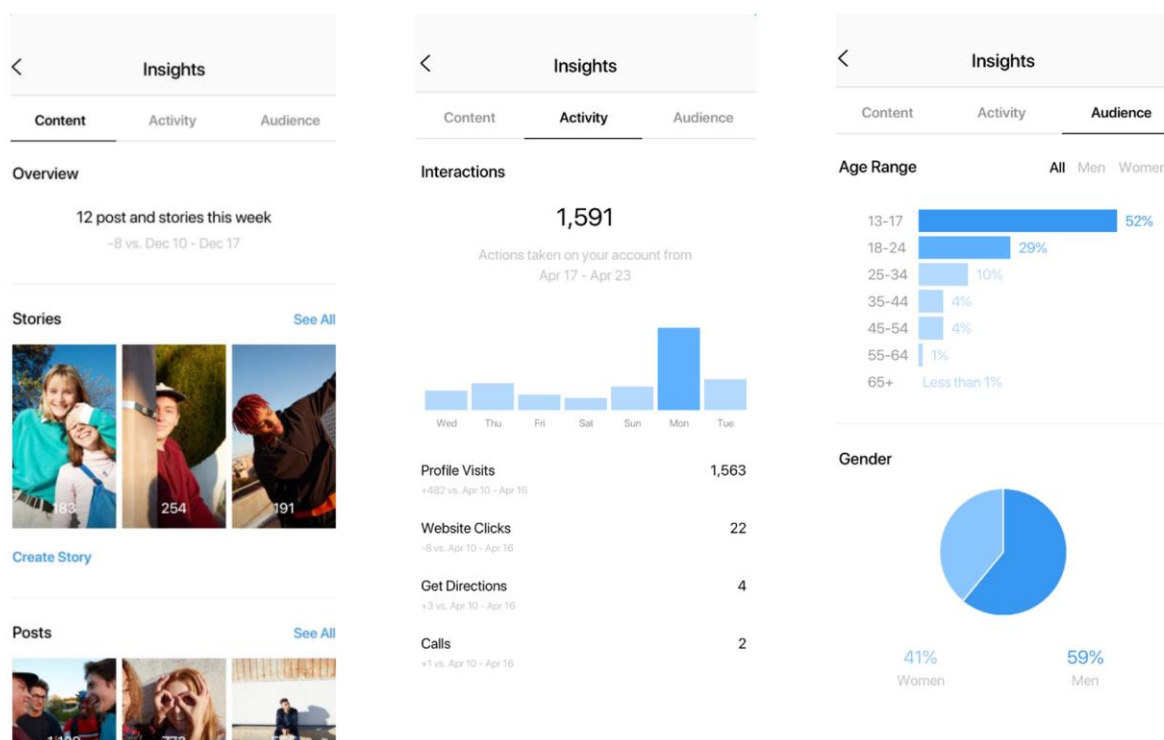 Insights
Content Activity Audience
Overview
12 post and stories this week
-8 vs. Dec 10 - Dec 17
Stories See All
183 254 191
Create Story
Posts See All
773
Insights
Content Activity Audience
Interactions
1,591
Actions taken on your account from
Apr 17 - Apr 23
Wed Thu Fri Sat Sun Mon Tue
Profile Visits 1,563
+482 vs. Apr 10 - Apr 16
Website Clicks 22
-8 vs. Apr 10 - Apr 16
Get Directions 4
+3 vs. Apr 10 - Apr 16
Calls 2
+1 vs. Apr 10 - Apr 16
Insights
Content Activity Audience
Age Range All Men Women
13-17 52%
18-24 29%
25-34 10%
35-44 4%
45-54 4%
55-64 1%
65+ Less than 1%
Gender
41% 59%
Women Men